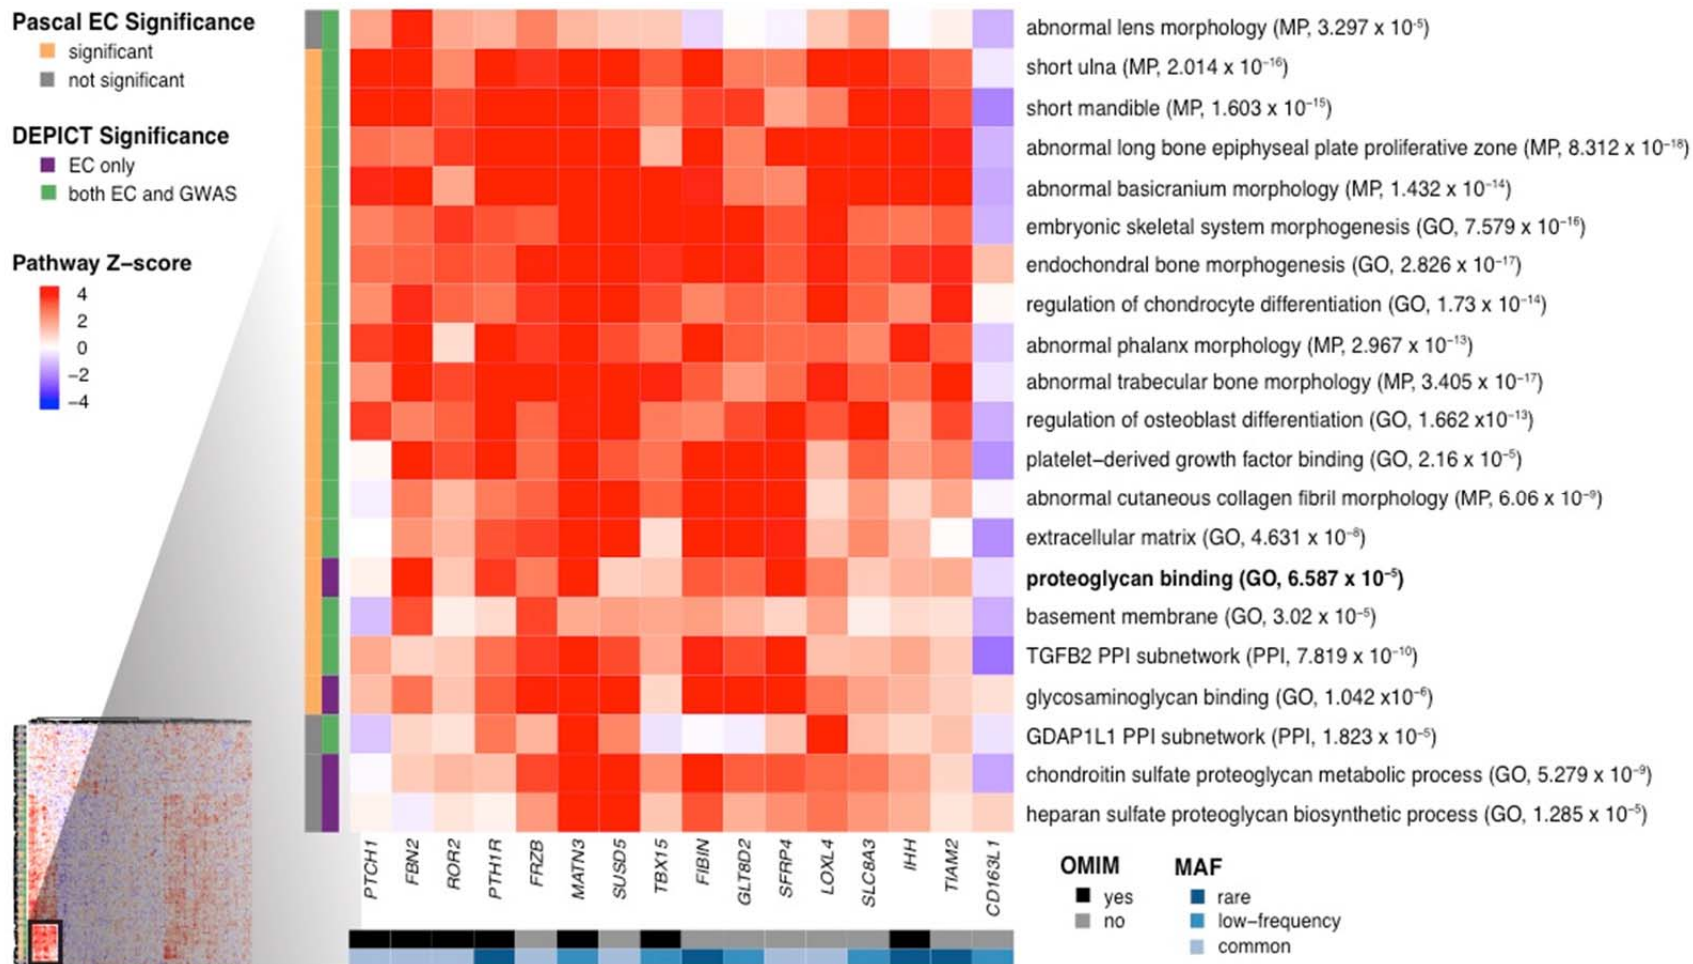 Pascal EC Significance
significant
not significant
DEPICT Significance
EC only
both EC and GWAS
Pathway Z−score
4
2
0
−2
−4
abnormal lens morphology (MP, 3.297 x 10⁻⁵)
short ulna (MP, 2.014 x 10⁻¹⁶)
short mandible (MP, 1.603 x 10⁻¹⁵)
abnormal long bone epiphyseal plate proliferative zone (MP, 8.312 x 10⁻¹⁸)
abnormal basicranium morphology (MP, 1.432 x 10⁻¹⁴)
embryonic skeletal system morphogenesis (GO, 7.579 x 10⁻¹⁶)
endochondral bone morphogenesis (GO, 2.826 x 10⁻¹⁷)
regulation of chondrocyte differentiation (GO, 1.73 x 10⁻¹⁴)
abnormal phalanx morphology (MP, 2.967 x 10⁻¹³)
abnormal trabecular bone morphology (MP, 3.405 x 10⁻¹⁷)
regulation of osteoblast differentiation (GO, 1.662 x10⁻¹³)
platelet−derived growth factor binding (GO, 2.16 x 10⁻⁵)
abnormal cutaneous collagen fibril morphology (MP, 6.06 x 10⁻⁹)
extracellular matrix (GO, 4.631 x 10⁻⁸)
proteoglycan binding (GO, 6.587 x 10⁻⁵)
basement membrane (GO, 3.02 x 10⁻⁵)
TGFB2 PPI subnetwork (PPI, 7.819 x 10⁻¹⁰)
glycosaminoglycan binding (GO, 1.042 x10⁻⁶)
GDAP1L1 PPI subnetwork (PPI, 1.823 x 10⁻⁵)
chondroitin sulfate proteoglycan metabolic process (GO, 5.279 x 10⁻⁹)
heparan sulfate proteoglycan biosynthetic process (GO, 1.285 x 10⁻⁵)
PTCH1
FBN2
ROR2
PTH1R
FRZB
MATN3
SUSD5
TBX15
FIBIN
GLT8D2
SFRP4
LOXL4
SLC8A3
IHH
TIAM2
CD163L1
OMIM
yes
no
MAF
rare
low−frequency
common